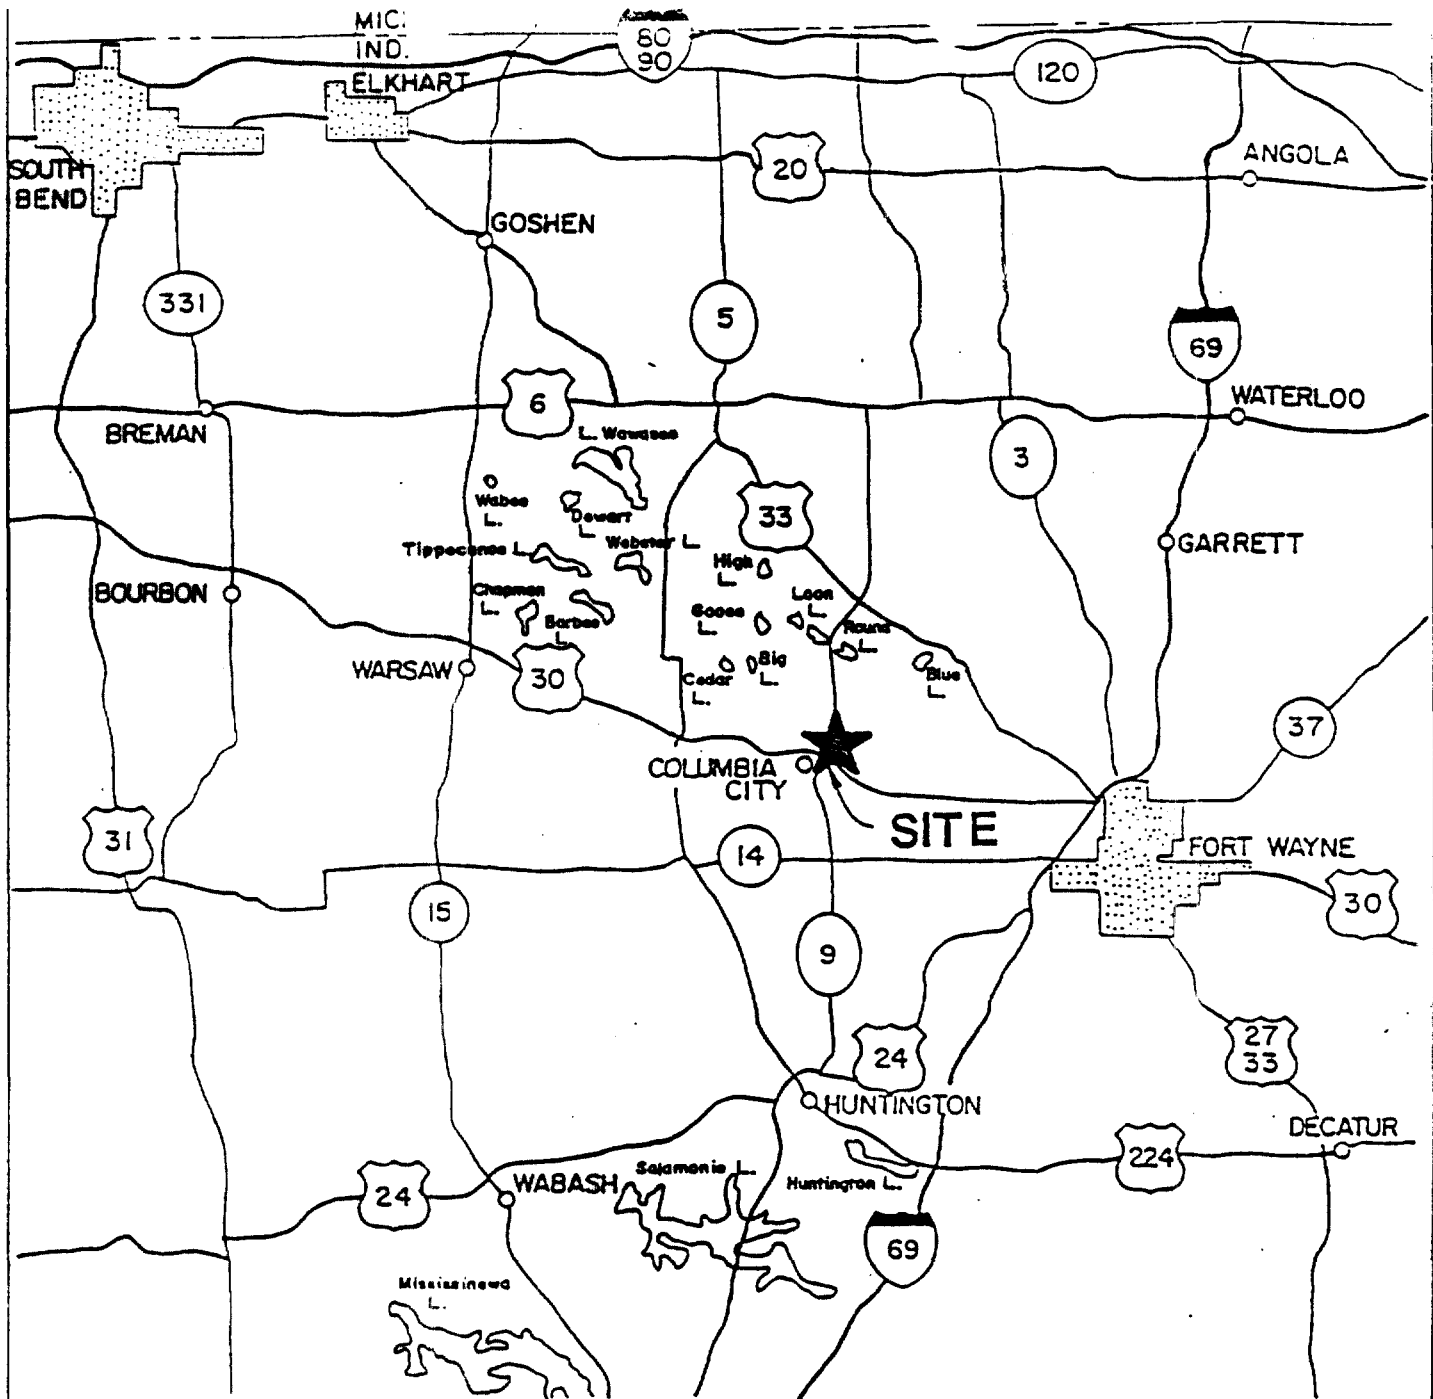 MIC.
IND.
80
90
ELKHART
120
SOUTH
BEND
20
ANGOLA
GOSHEN
331
5
69
6
WATERLOO
BREMAN
L. Wawasee
3
Wabee
L.
Dewart
L.
33
Tippecanoe L.
Webster L.
High
L.
GARRETT
BOURBON
Chapman
L.
Barbee
L.
Goose
L.
Loon
L.
Round
L.
WARSAW
30
Cedar
L.
Big
L.
Blue
L.
37
COLUMBIA
CITY
SITE
31
14
FORT WAYNE
30
15
9
24
27
33
HUNTINGTON
DECATUR
224
24
WABASH
Salamonie L.
Huntington L.
69
Mississinewa
L.